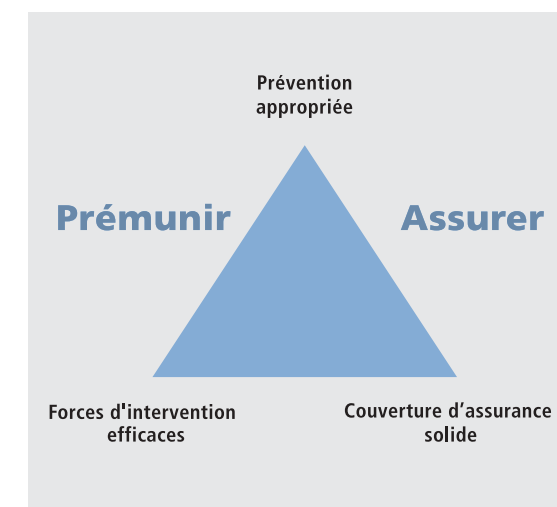 Prévention
appropriée
Prémunir
Assurer
Forces d'intervention
efficaces
Couverture d’assurance
solide